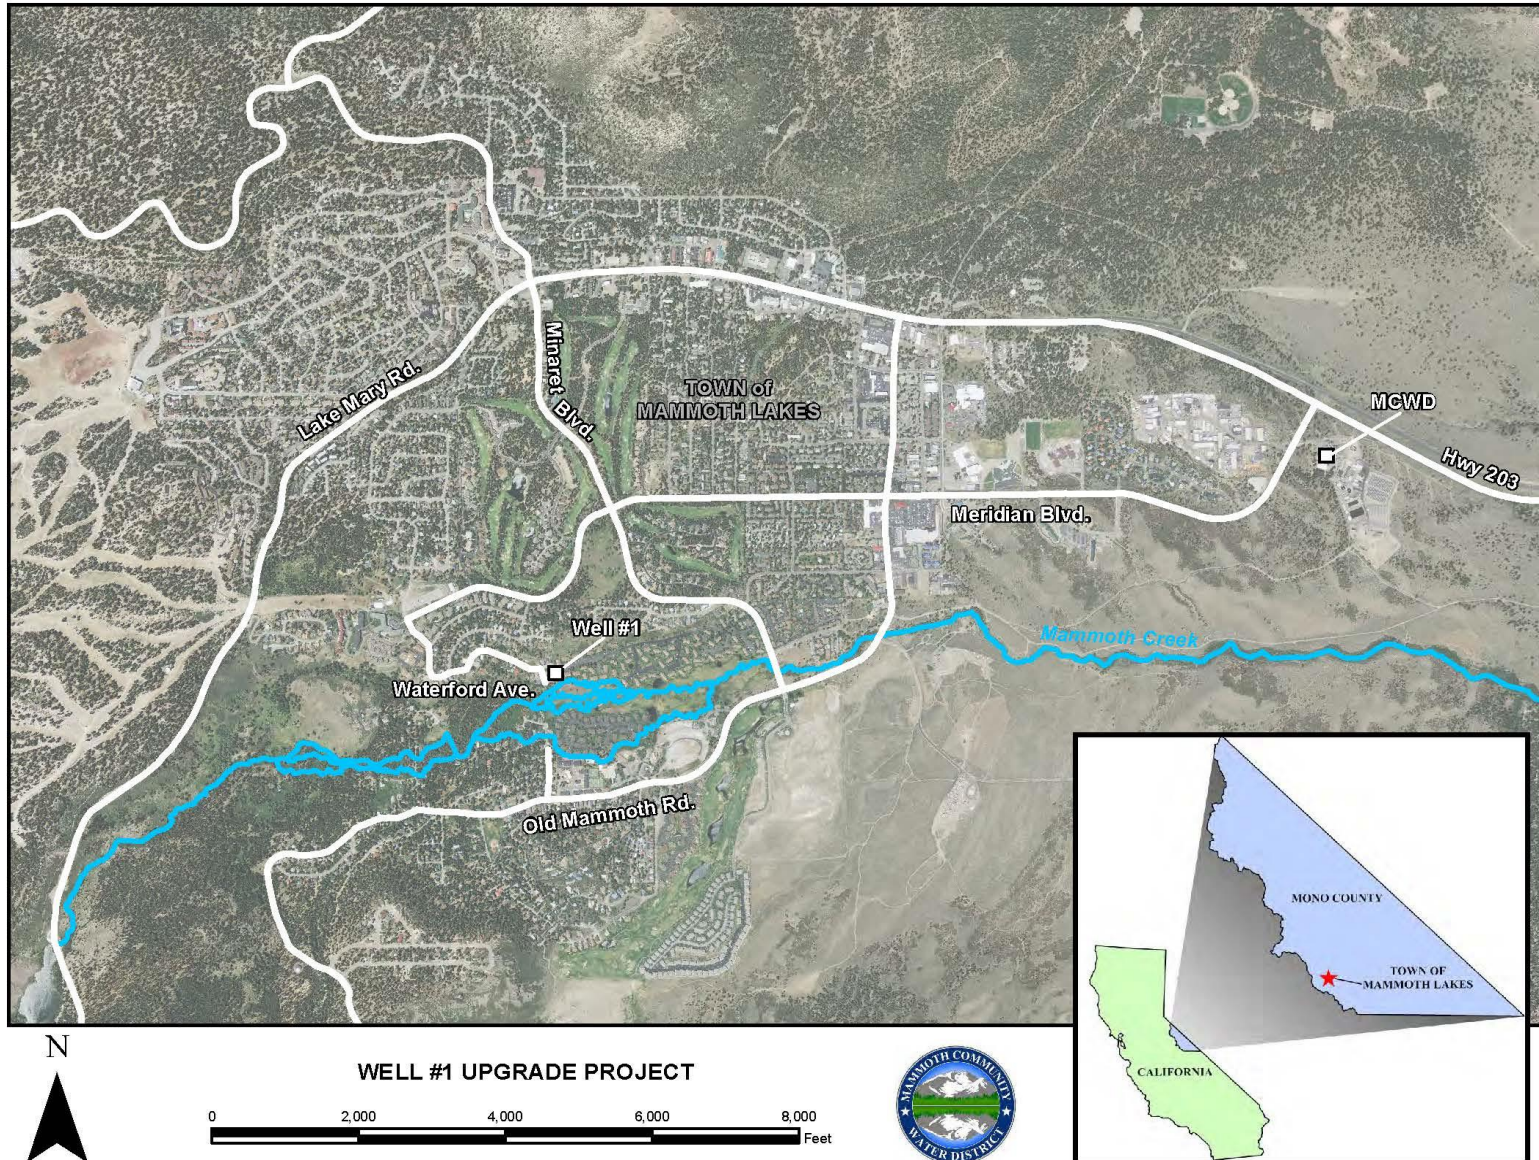 Minaret Blvd.
Lake Mary Rd.
TOWN of
MAMMOTH LAKES
MCWD
Hwy 203
Meridian Blvd.
Well #1
Mammoth Creek
Waterford Ave.
Old Mammoth Rd.
MONO COUNTY
TOWN OF
MAMMOTH LAKES
CALIFORNIA
N
WELL #1 UPGRADE PROJECT
0 2,000 4,000 6,000 8,000
Feet
MAMMOTH COMMUNITY
WATER DISTRICT